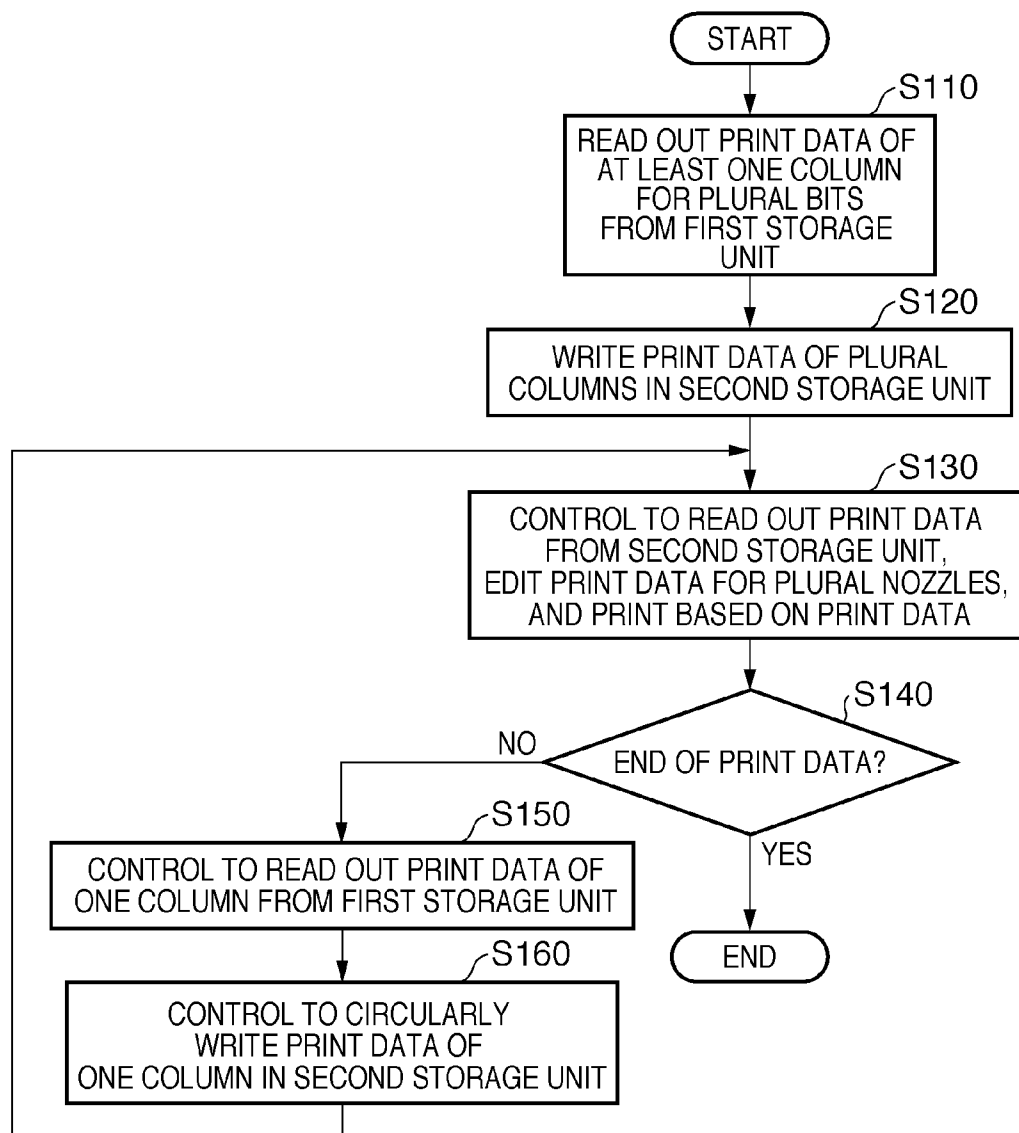 START
S110
READ OUT PRINT DATA OF
AT LEAST ONE COLUMN
FOR PLURAL BITS
FROM FIRST STORAGE
UNIT
S120
WRITE PRINT DATA OF PLURAL
COLUMNS IN SECOND STORAGE UNIT
S130
CONTROL TO READ OUT PRINT DATA
FROM SECOND STORAGE UNIT,
EDIT PRINT DATA FOR PLURAL NOZZLES,
AND PRINT BASED ON PRINT DATA
S140
END OF PRINT DATA?
NO
YES
S150
CONTROL TO READ OUT PRINT DATA OF
ONE COLUMN FROM FIRST STORAGE UNIT
END
S160
CONTROL TO CIRCULARLY
WRITE PRINT DATA OF
ONE COLUMN IN SECOND STORAGE UNIT